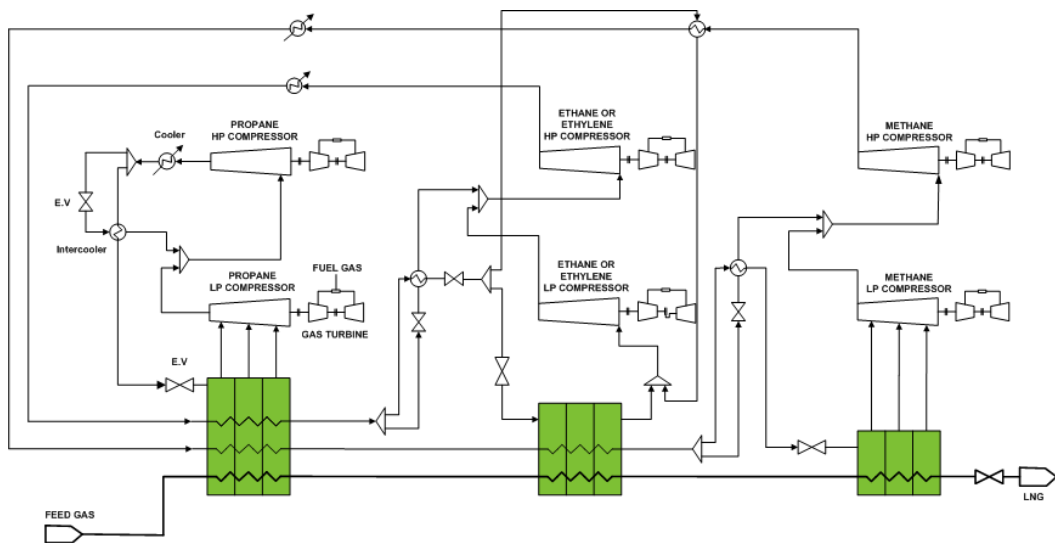 PROPANE
HP COMPRESSOR
Cooler
ETHANE OR
ETHYLENE
HP COMPRESSOR
METHANE
HP COMPRESSOR
E.V
Intercooler
PROPANE
LP COMPRESSOR
FUEL GAS
GAS TURBINE
ETHANE OR
ETHYLENE
LP COMPRESSOR
METHANE
LP COMPRESSOR
E.V
FEED GAS
LNG